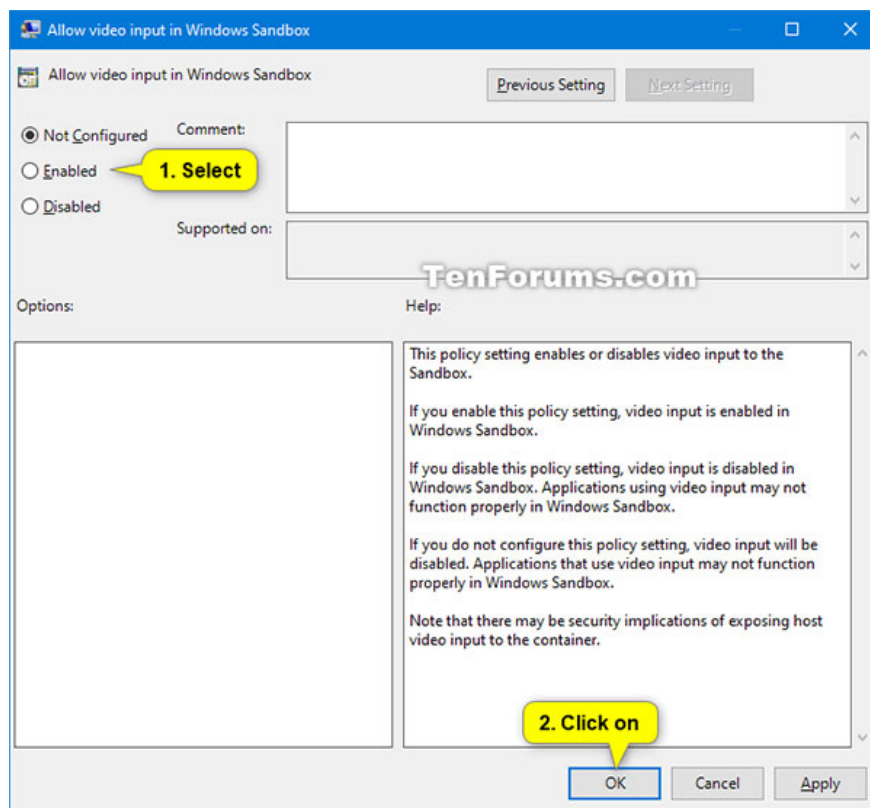 Allow video input in Windows Sandbox
Allow video input in Windows Sandbox
Previous Setting
Next Setting
Not Configured
Comment:
Enabled
1. Select
Disabled
Supported on:
TenForums.com
Options:
Help:
This policy setting enables or disables video input to the
Sandbox.
If you enable this policy setting, video input is enabled in
Windows Sandbox.
If you disable this policy setting, video input is disabled in
Windows Sandbox. Applications using video input may not
function properly in Windows Sandbox.
If you do not configure this policy setting, video input will be
disabled. Applications that use video input may not function
properly in Windows Sandbox.
Note that there may be security implications of exposing host
video input to the container.
2. Click on
OK
Cancel
Apply